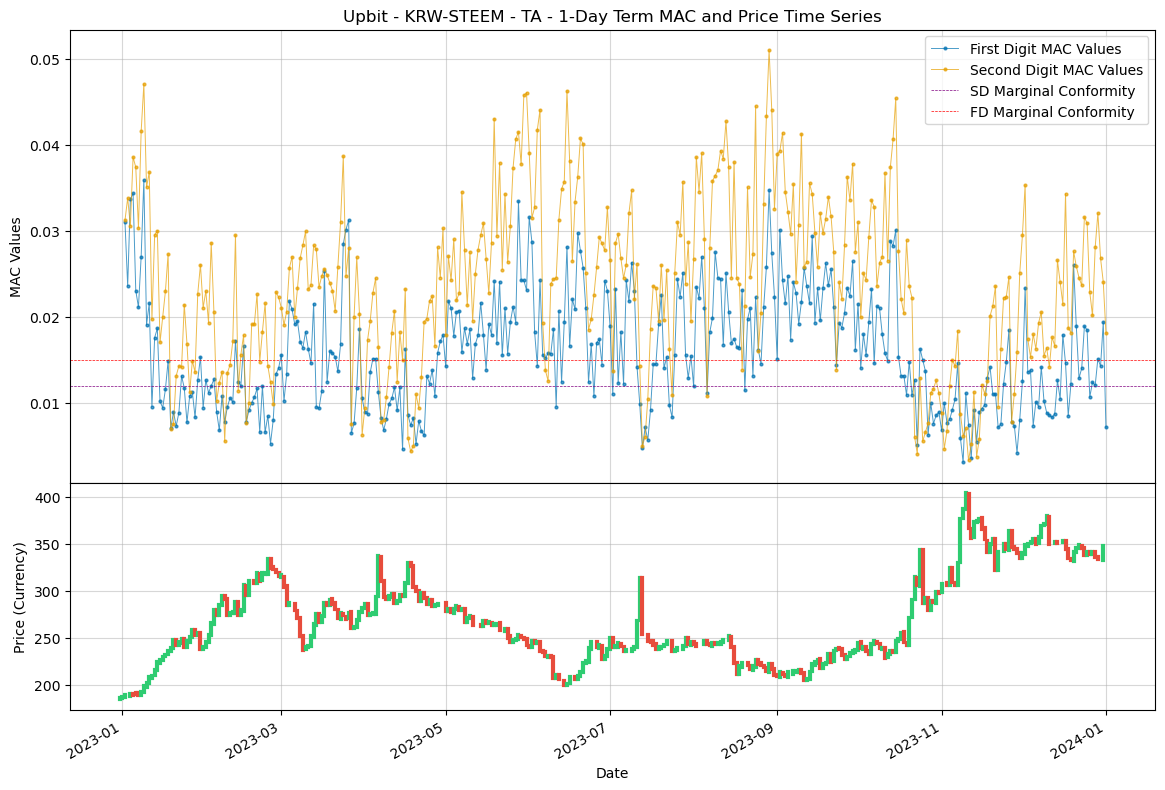 Upbit - KRW-STEEM - TA - 1-Day Term MAC and Price Time Series
First Digit MAC Values
Second Digit MAC Values
SD Marginal Conformity
FD Marginal Conformity
MAC Values
0.05
0.04
0.03
0.02
0.01
Price (Currency)
400
350
300
250
200
2023-01
2023-03
2023-05
2023-07
2023-09
2023-11
2024-01
Date